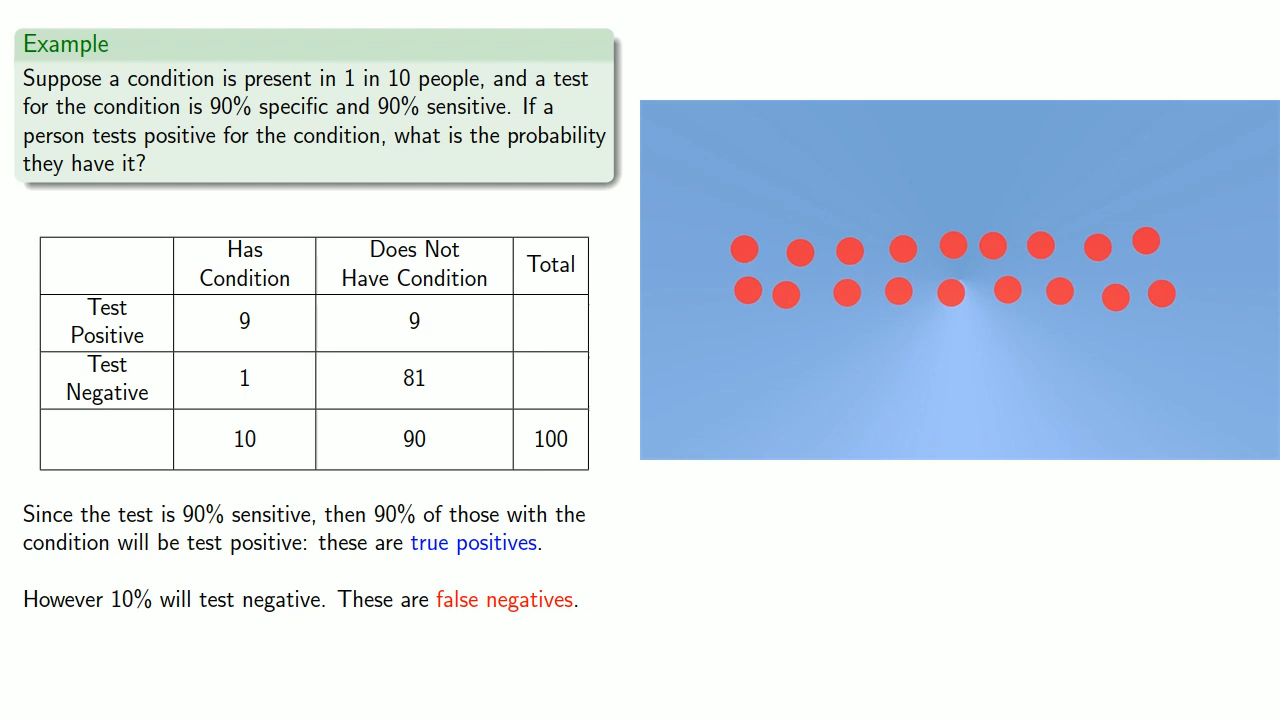 Example
Suppose a condition is present in 1 in 10 people, and a test
for the condition is 90% specific and 90% sensitive. If a
person tests positive for the condition, what is the probability
they have it?
Has Condition Does Not Have Condition Total
Test Positive 9 9
Test Negative 1 81
10 90 100
Since the test is 90% sensitive, then 90% of those with the
condition will be test positive: these are true positives.
However 10% will test negative. These are false negatives.